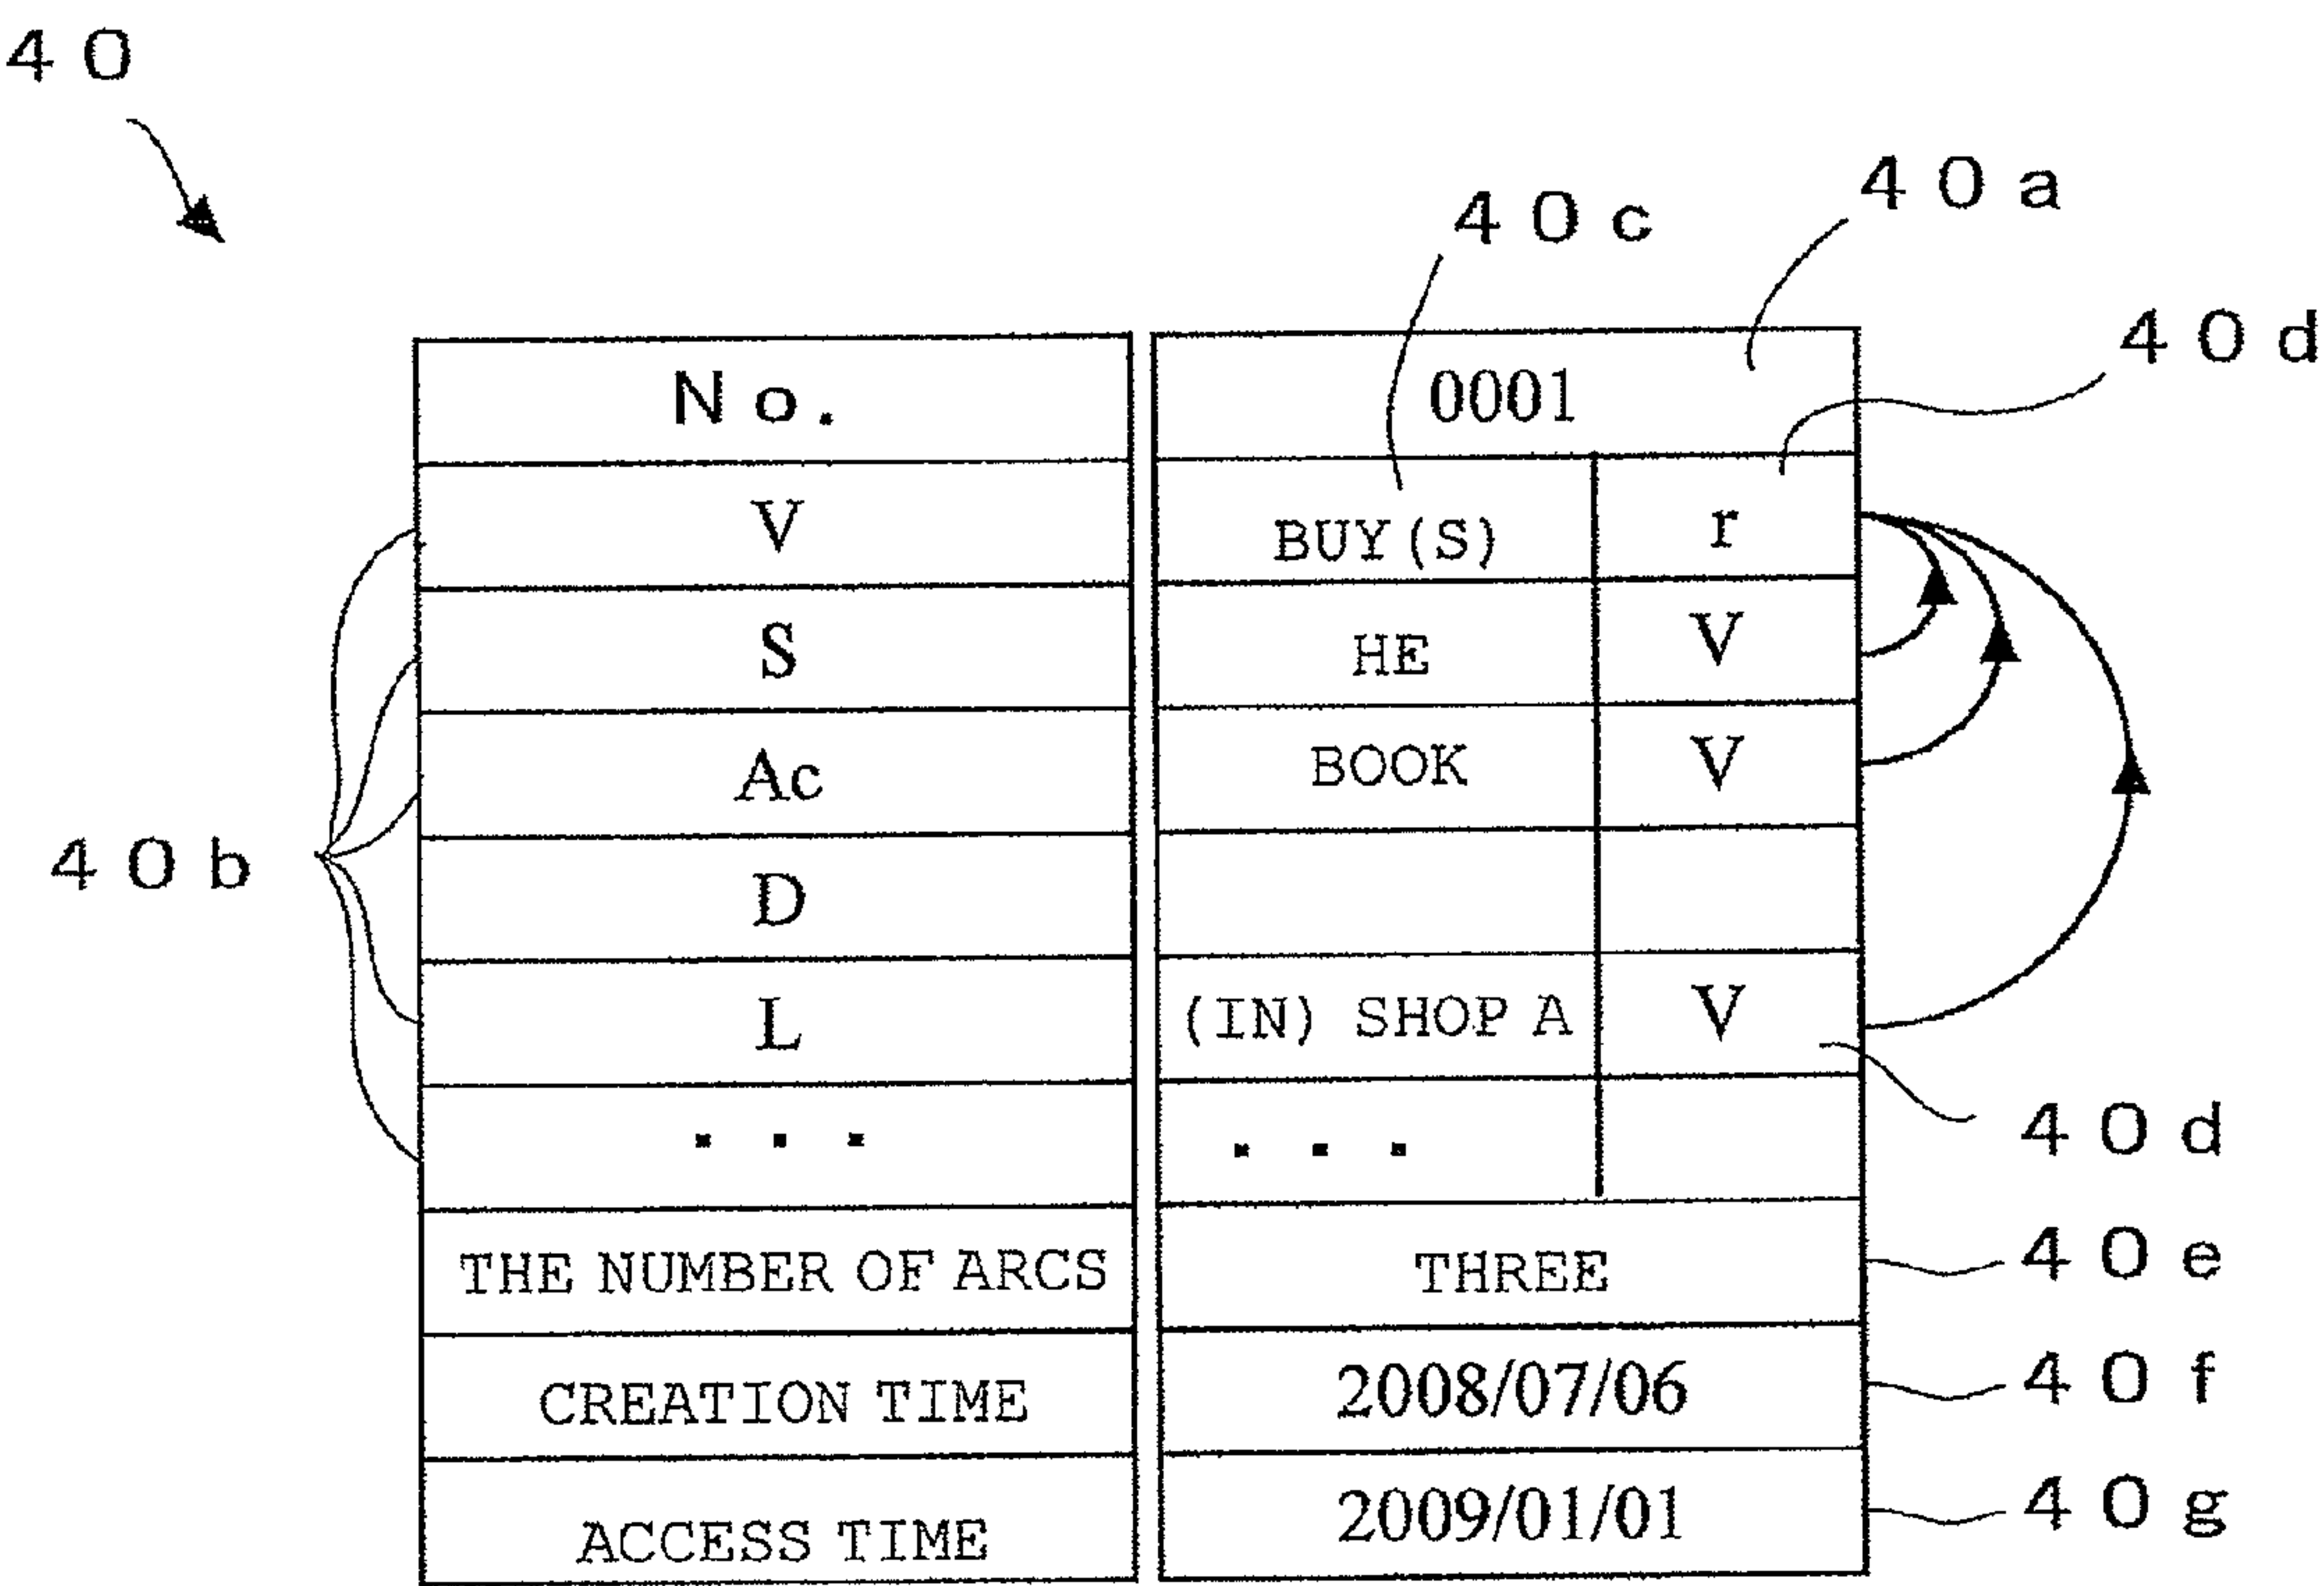 40
40c
40a
40d
No. 0001
V BUY(S) r
S HE V
Ac BOOK V
40b
D
L (IN) SHOP A V
. . . . . .
40d
THE NUMBER OF ARCS THREE 40e
CREATION TIME 2008/07/06 40f
ACCESS TIME 2009/01/01 40g